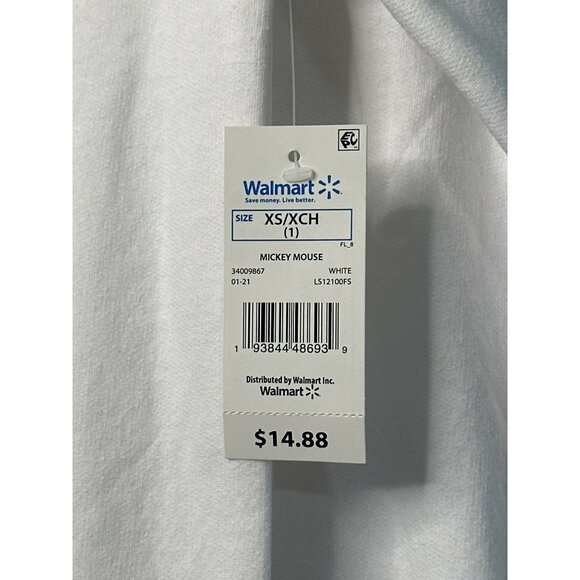 Walmart
Save money. Live better.
SIZE XS/XCH
(1)
FL_8
MICKEY MOUSE
34009867 WHITE
01-21 LS12100FS
1 93844 48693 9
Distributed by Walmart Inc.
Walmart
$14.88